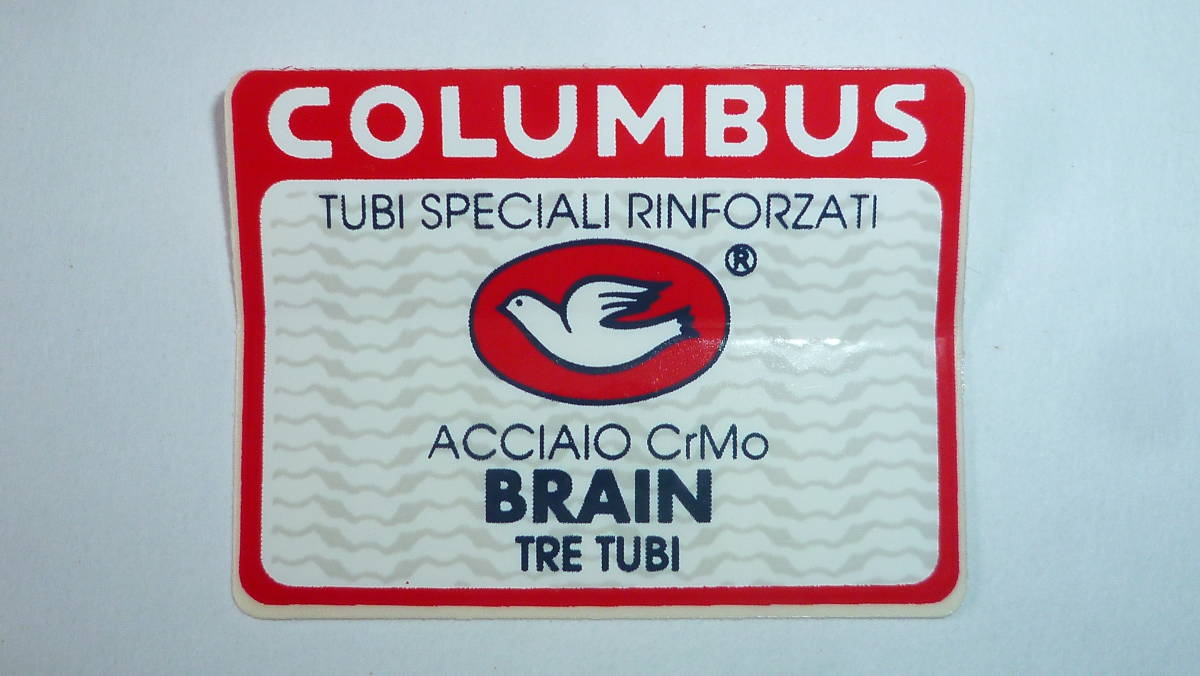 COLUMBUS
TUBI SPECIALI RINFORZATI
®
ACCIAIO CrMo
BRAIN
TRE TUBI